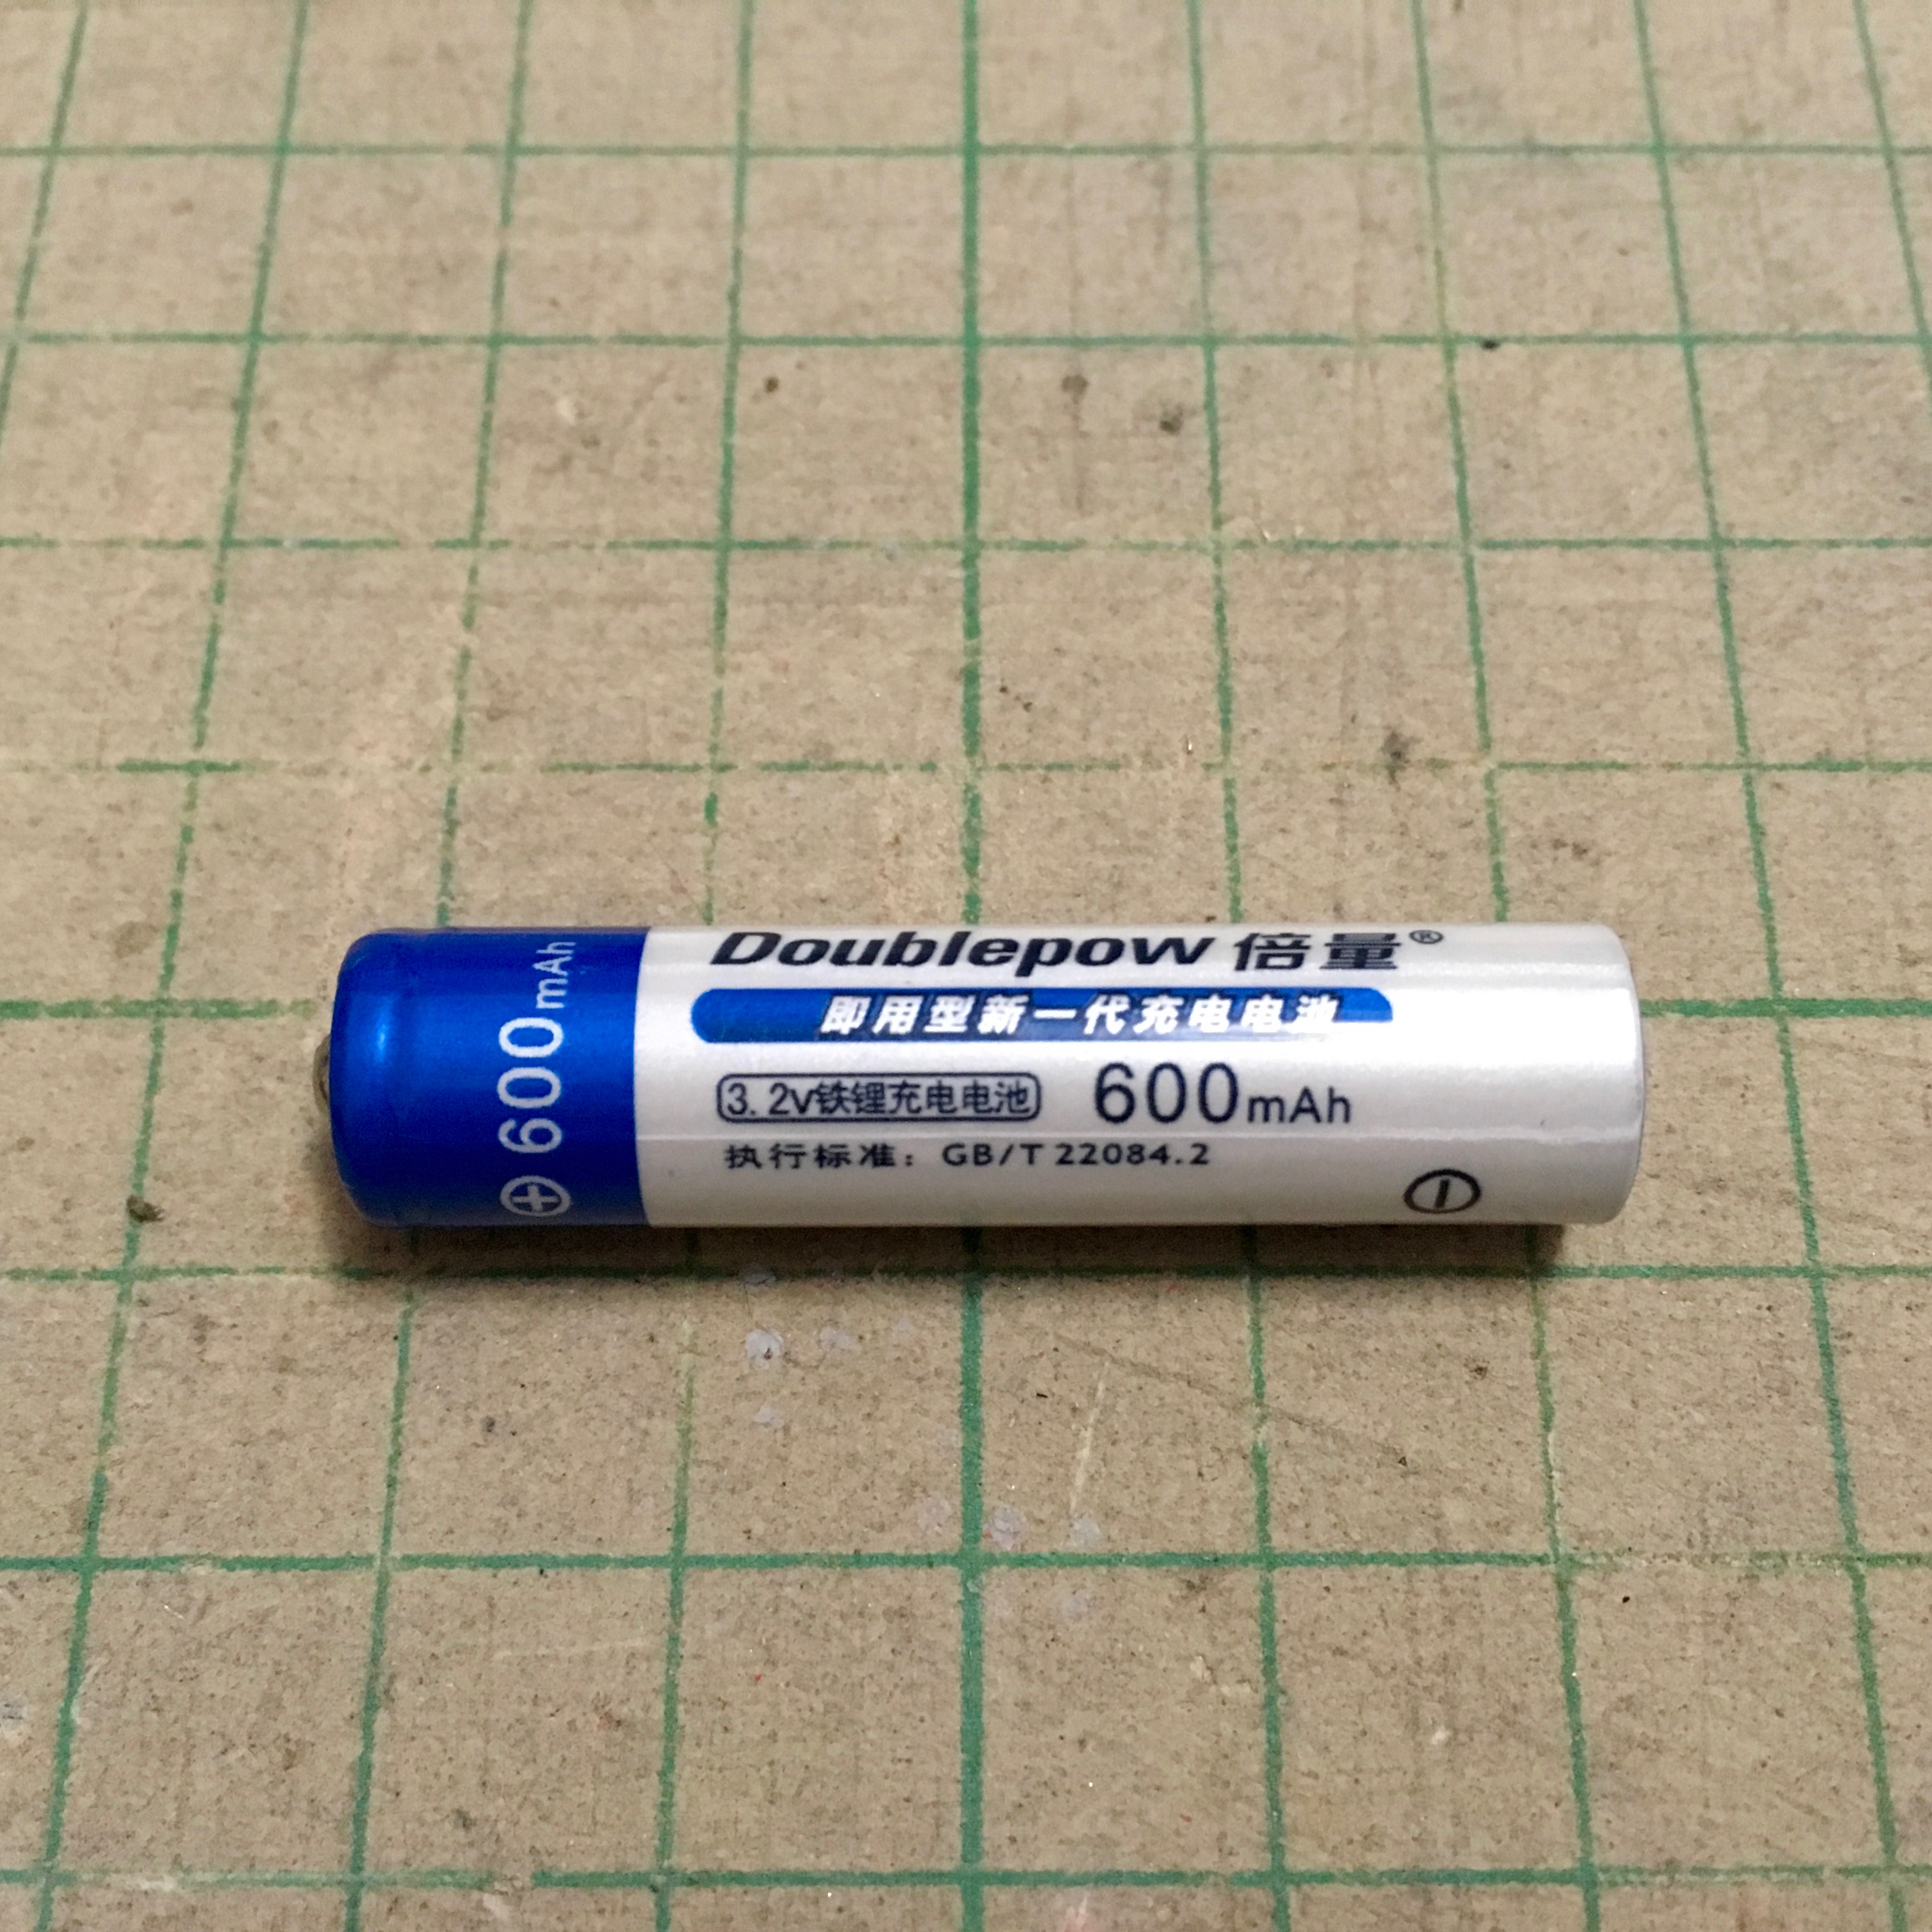 600mAh
Doublepow 倍量®
即用型新一代充电电池
3.2v铁锂充电电池 600mAh
执行标准：GB/T 22084.2